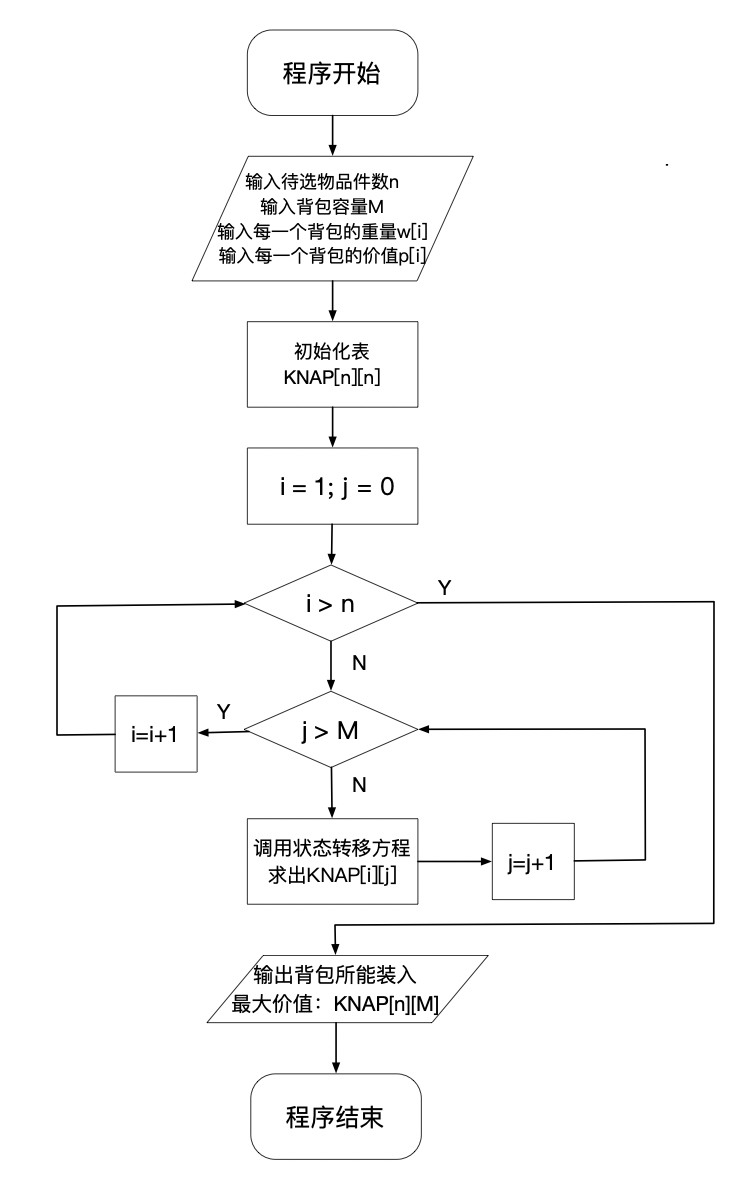 程序开始
输入待选物品件数n
输入背包容量M
输入每一个背包的重量w[i]
输入每一个背包的价值p[i]
初始化表
KNAP[n][n]
i = 1; j = 0
i > n
Y
N
i=i+1
Y
j > M
N
调用状态转移方程
求出KNAP[i][j]
j=j+1
输出背包所能装入
最大价值：KNAP[n][M]
程序结束